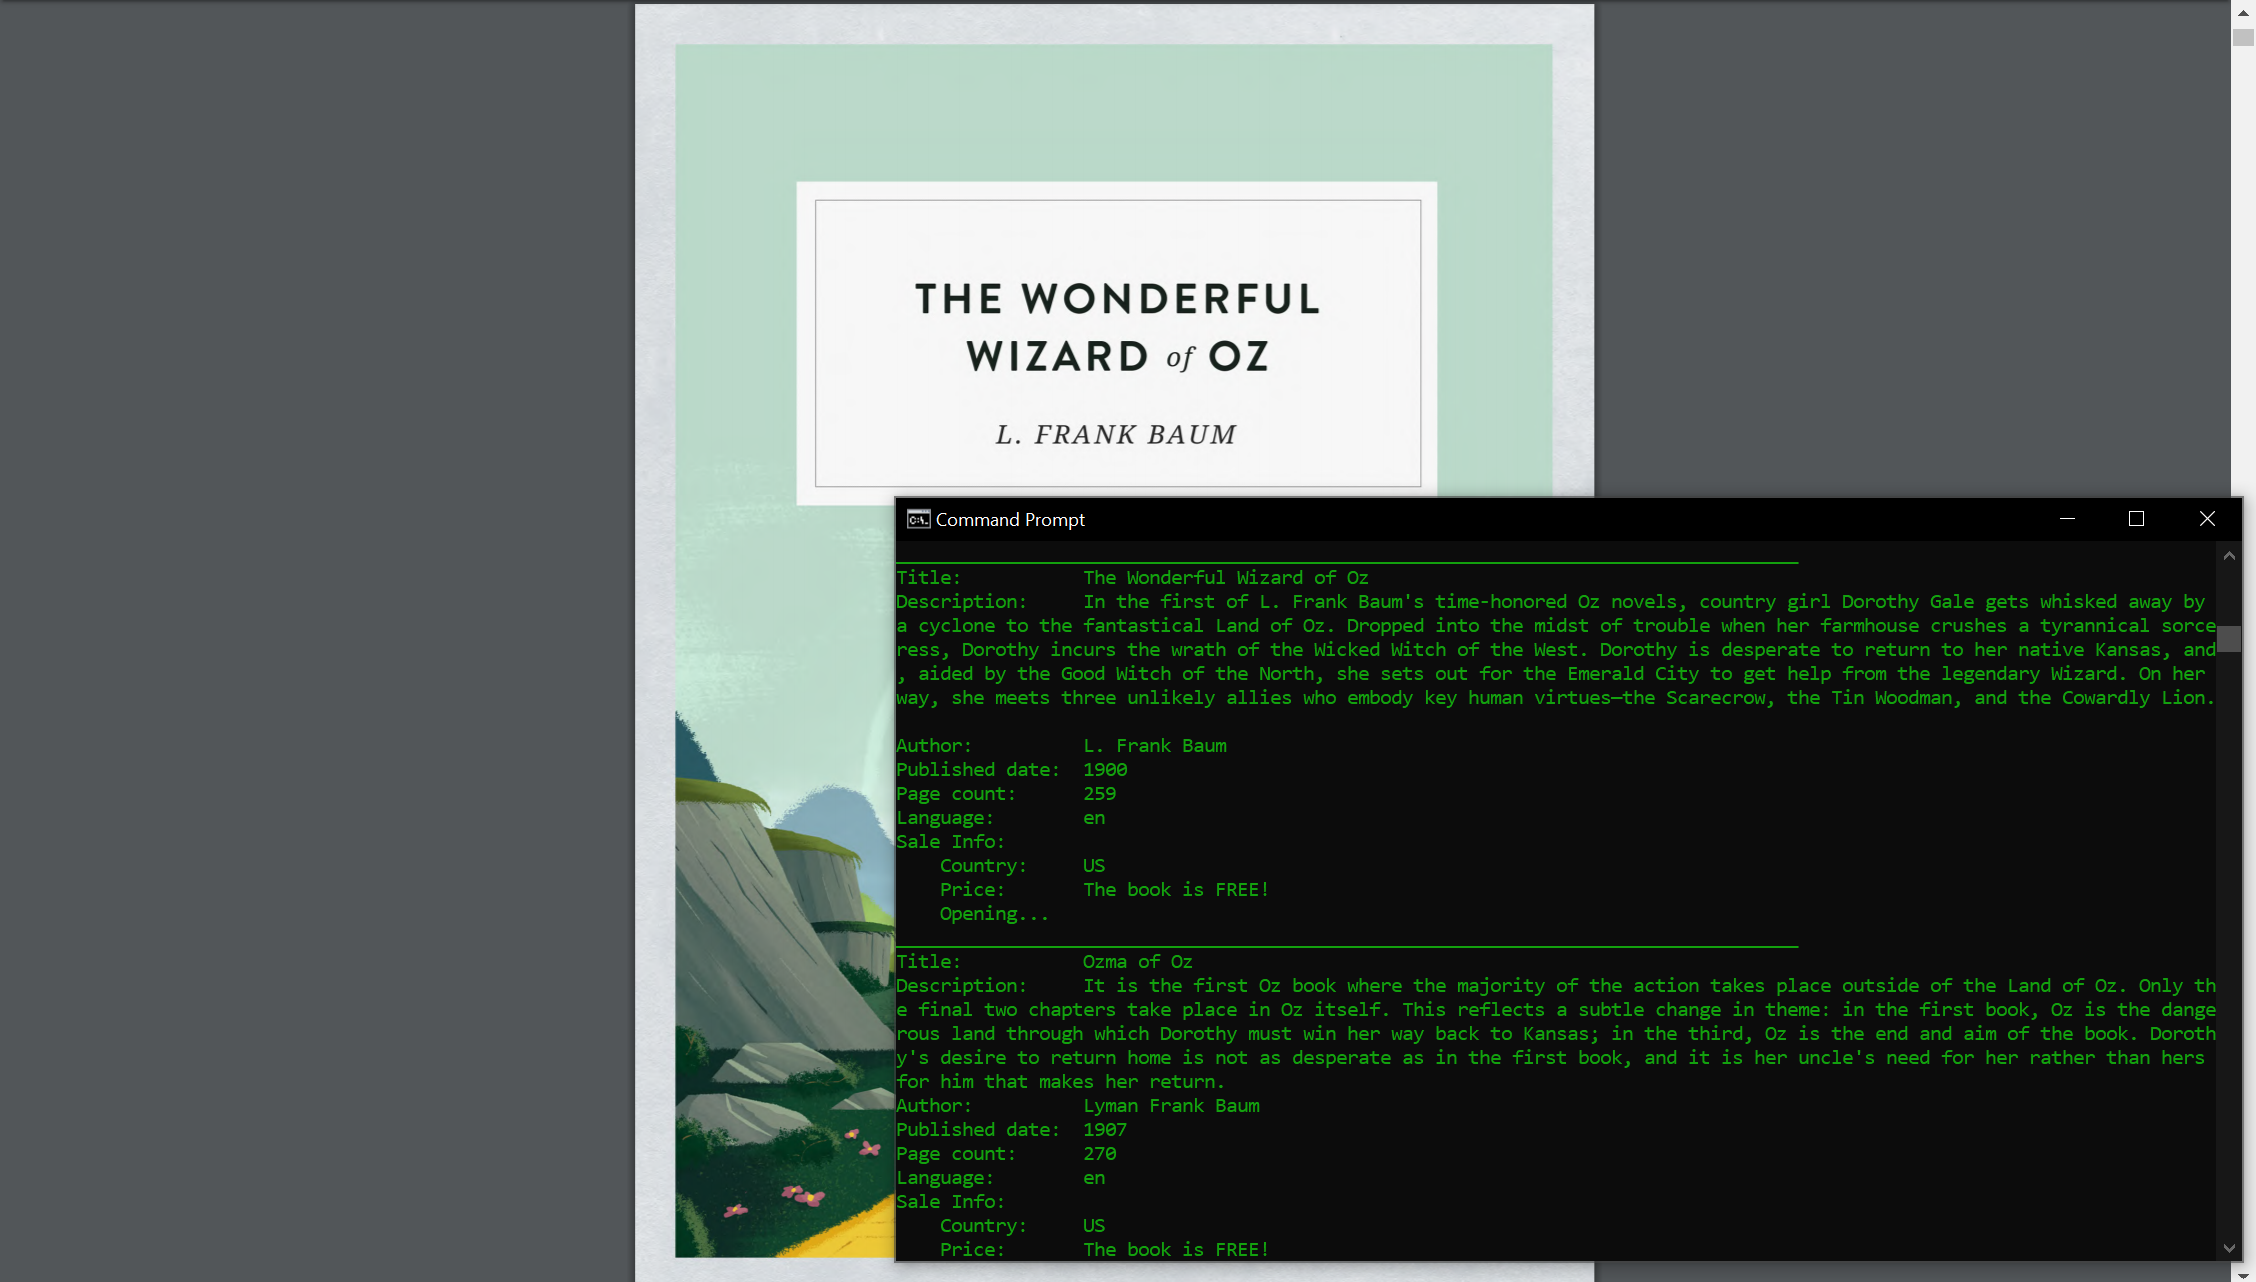 THE WONDERFUL
WIZARD of OZ
L. FRANK BAUM
Command Prompt
Title: The Wonderful Wizard of Oz
Description: In the first of L. Frank Baum's time-honored Oz novels, country girl Dorothy Gale gets whisked away by
a cyclone to the fantastical Land of Oz. Dropped into the midst of trouble when her farmhouse crushes a tyrannical sorce
ress, Dorothy incurs the wrath of the Wicked Witch of the West. Dorothy is desperate to return to her native Kansas, and
, aided by the Good Witch of the North, she sets out for the Emerald City to get help from the legendary Wizard. On her
way, she meets three unlikely allies who embody key human virtues—the Scarecrow, the Tin Woodman, and the Cowardly Lion.
Author: L. Frank Baum
Published date: 1900
Page count: 259
Language: en
Sale Info:
Country: US
Price: The book is FREE!
Opening...
Title: Ozma of Oz
Description: It is the first Oz book where the majority of the action takes place outside of the Land of Oz. Only th
e final two chapters take place in Oz itself. This reflects a subtle change in theme: in the first book, Oz is the dange
rous land through which Dorothy must win her way back to Kansas; in the third, Oz is the end and aim of the book. Doroth
y's desire to return home is not as desperate as in the first book, and it is her uncle's need for her rather than hers
for him that makes her return.
Author: Lyman Frank Baum
Published date: 1907
Page count: 270
Language: en
Sale Info:
Country: US
Price: The book is FREE!